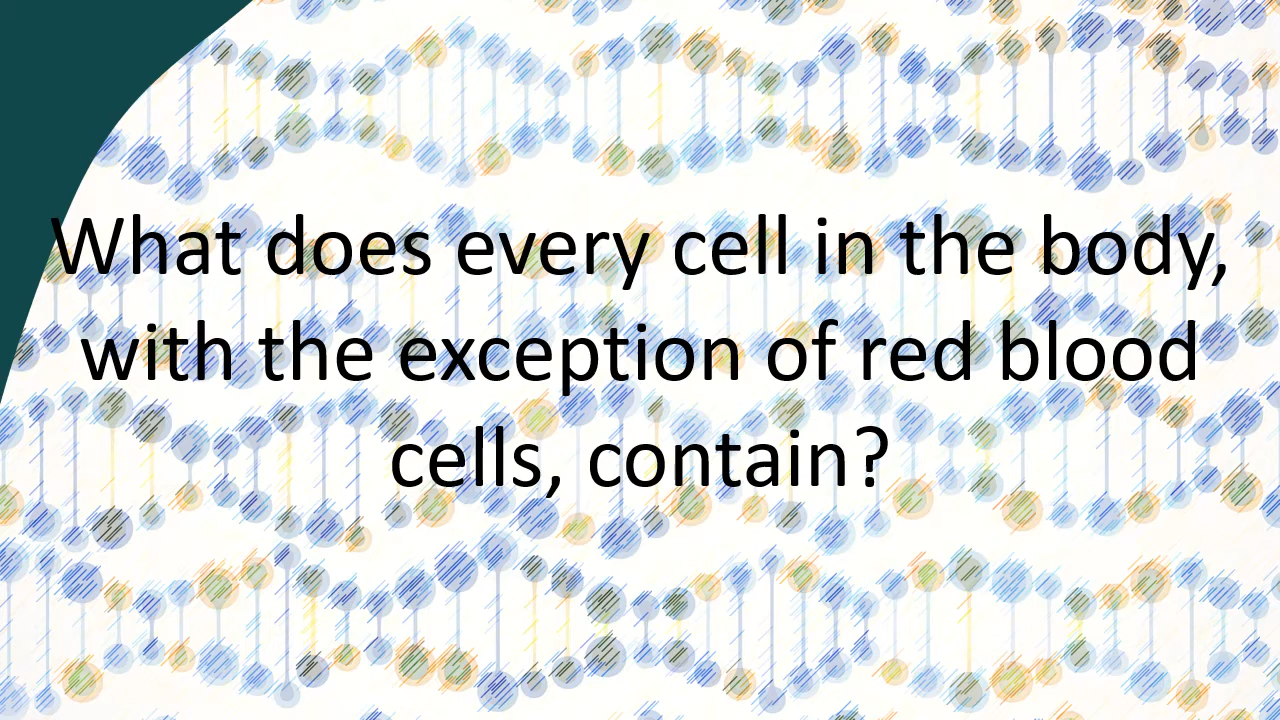 What does every cell in the body,
with the exception of red blood
cells, contain?